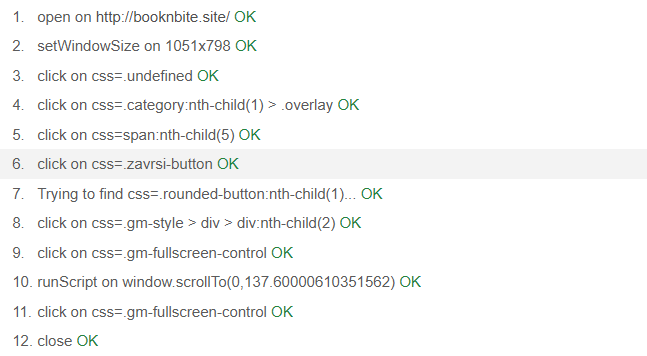 1. open on http://booknbite.site/ OK
2. setWindowSize on 1051x798 OK
3. click on css=.undefined OK
4. click on css=.category:nth-child(1) > .overlay OK
5. click on css=span:nth-child(5) OK
6. click on css=.zavrsi-button OK
7. Trying to find css=.rounded-button:nth-child(1)... OK
8. click on css=.gm-style > div > div:nth-child(2) OK
9. click on css=.gm-fullscreen-control OK
10. runScript on window.scrollTo(0,137.60000610351562) OK
11. click on css=.gm-fullscreen-control OK
12. close OK